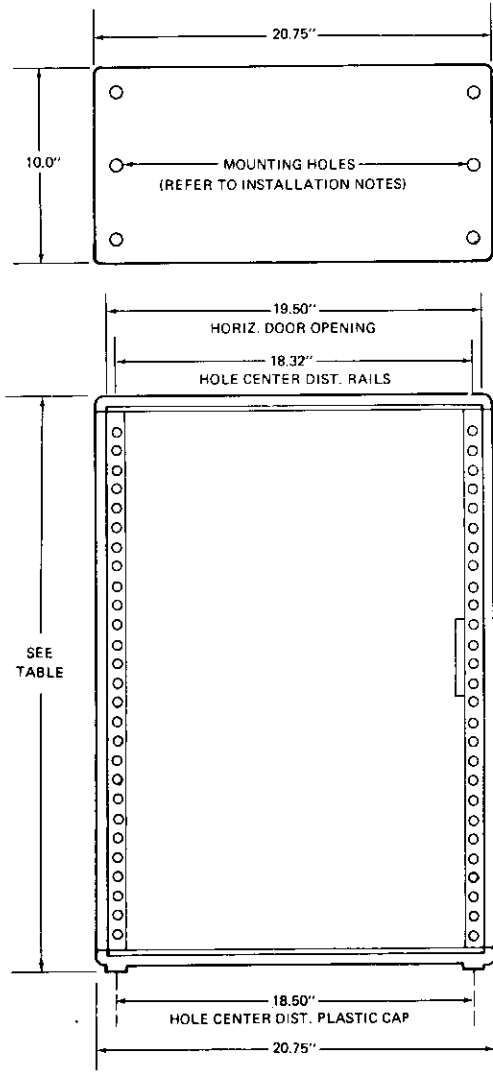 20.75"
10.0"
MOUNTING HOLES
(REFER TO INSTALLATION NOTES)
19.50"
HORIZ. DOOR OPENING
18.32"
HOLE CENTER DIST. RAILS
SEE
TABLE
18.50"
HOLE CENTER DIST. PLASTIC CAP
20.75"